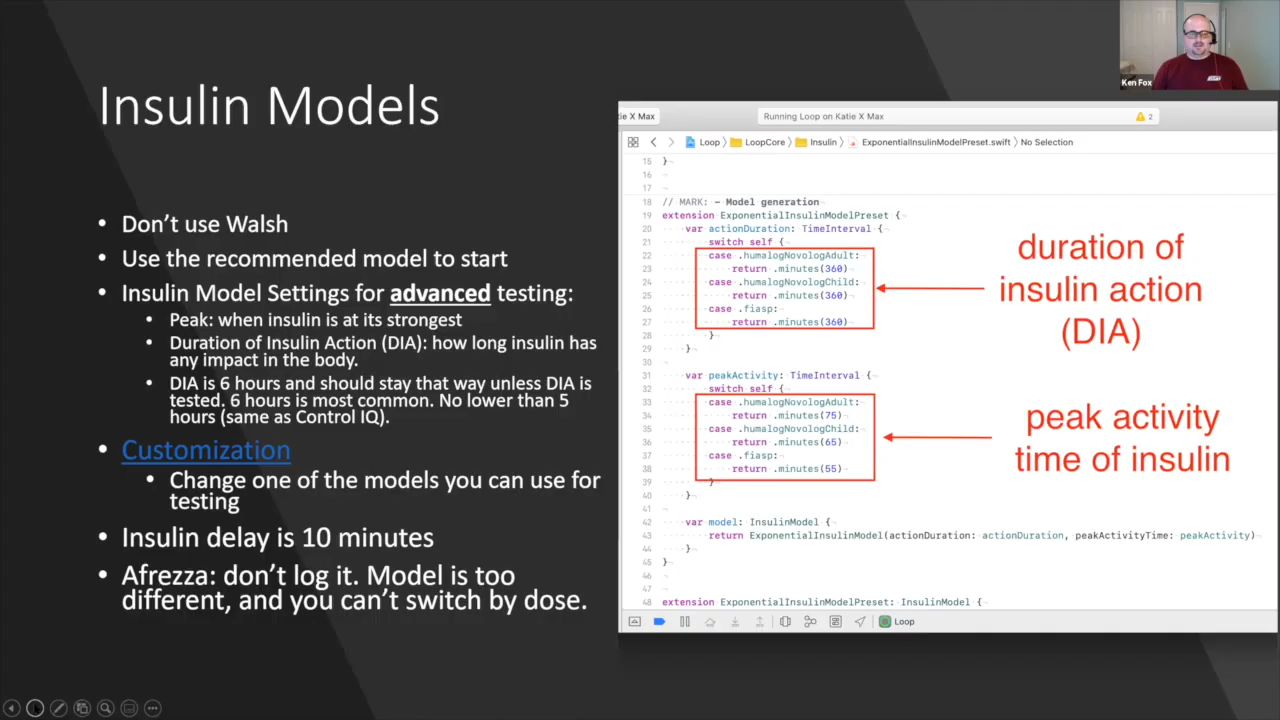 Ken Fox
Insulin Models
• Don't use Walsh
• Use the recommended model to start
• Insulin Model Settings for advanced testing:
• Peak: when insulin is at its strongest
• Duration of Insulin Action (DIA): how long insulin has
any impact in the body.
• DIA is 6 hours and should stay that way unless DIA is
tested. 6 hours is most common. No lower than 5
hours (same as Control IQ).
• Customization
• Change one of the models you can use for
testing
• Insulin delay is 10 minutes
• Afrezza: don't log it. Model is too
different, and you can't switch by dose.
tie X Max
Running Loop on Katie X Max
2
Loop 〉 LoopCore 〉 Insulin 〉 ExponentialInsulinModelPreset.swift 〉 No Selection
15 }
16
17
18 // MARK: - Model generation
19 extension ExponentialInsulinModelPreset {
20 var actionDuration: TimeInterval {
21 switch self {
22 case .humalogNovologAdult:
23 return .minutes(360)
24 case .humalogNovologChild:
25 return .minutes(360)
26 case .fiasp:
27 return .minutes(360)
28 }
29 }
30
31 var peakActivity: TimeInterval {
32 switch self {
33 case .humalogNovologAdult:
34 return .minutes(75)
35 case .humalogNovologChild:
36 return .minutes(65)
37 case .fiasp:
38 return .minutes(55)
39 }
40 }
41
42 var model: InsulinModel {
43 return ExponentialInsulinModel(actionDuration: actionDuration, peakActivityTime: peakActivity)
44 }
45 }
46
47
48 extension ExponentialInsulinModelPreset: InsulinModel {
duration of
insulin action
(DIA)
peak activity
time of insulin
Loop